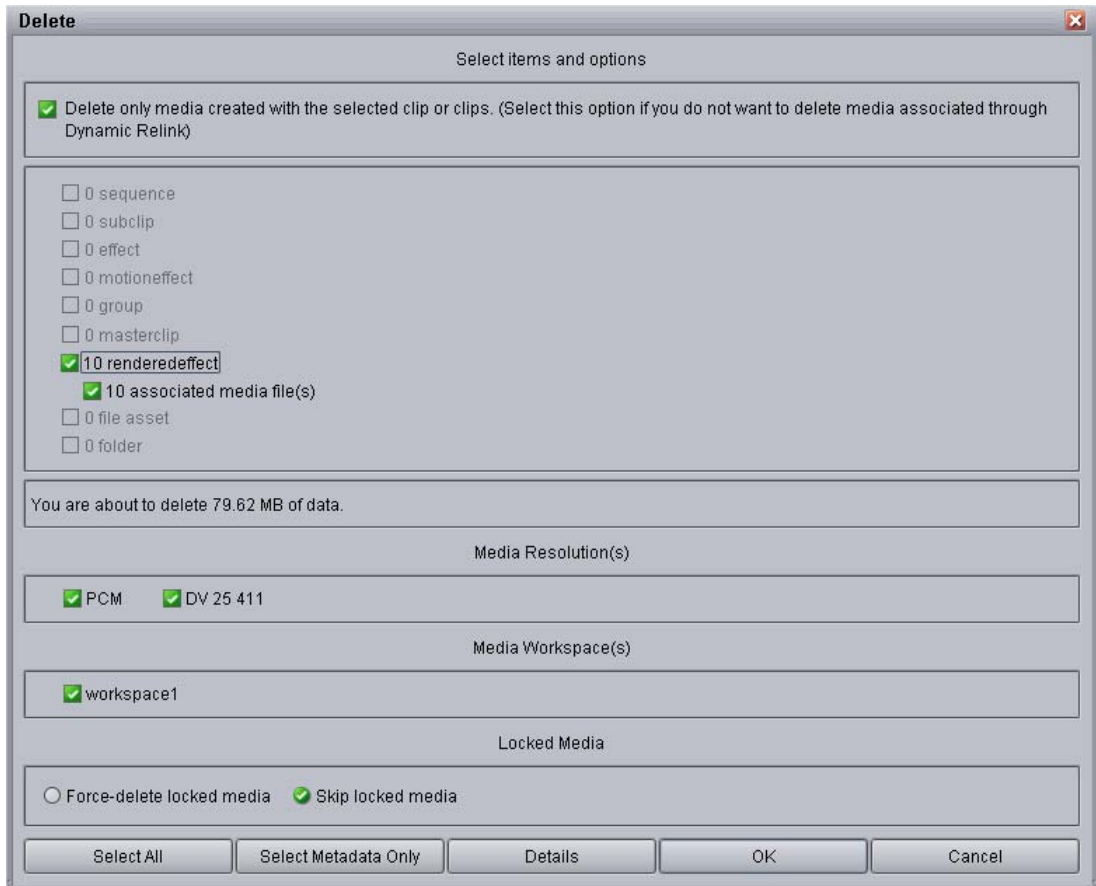 Delete
Select items and options
Delete only media created with the selected clip or clips. (Select this option if you do not want to delete media associated through
Dynamic Relink)
0 sequence
0 subclip
0 effect
0 motioneffect
0 group
0 masterclip
10 renderedeffect
10 associated media file(s)
0 file asset
0 folder
You are about to delete 79.62 MB of data.
Media Resolution(s)
PCM DV 25 411
Media Workspace(s)
workspace1
Locked Media
Force-delete locked media Skip locked media
Select All Select Metadata Only Details OK Cancel